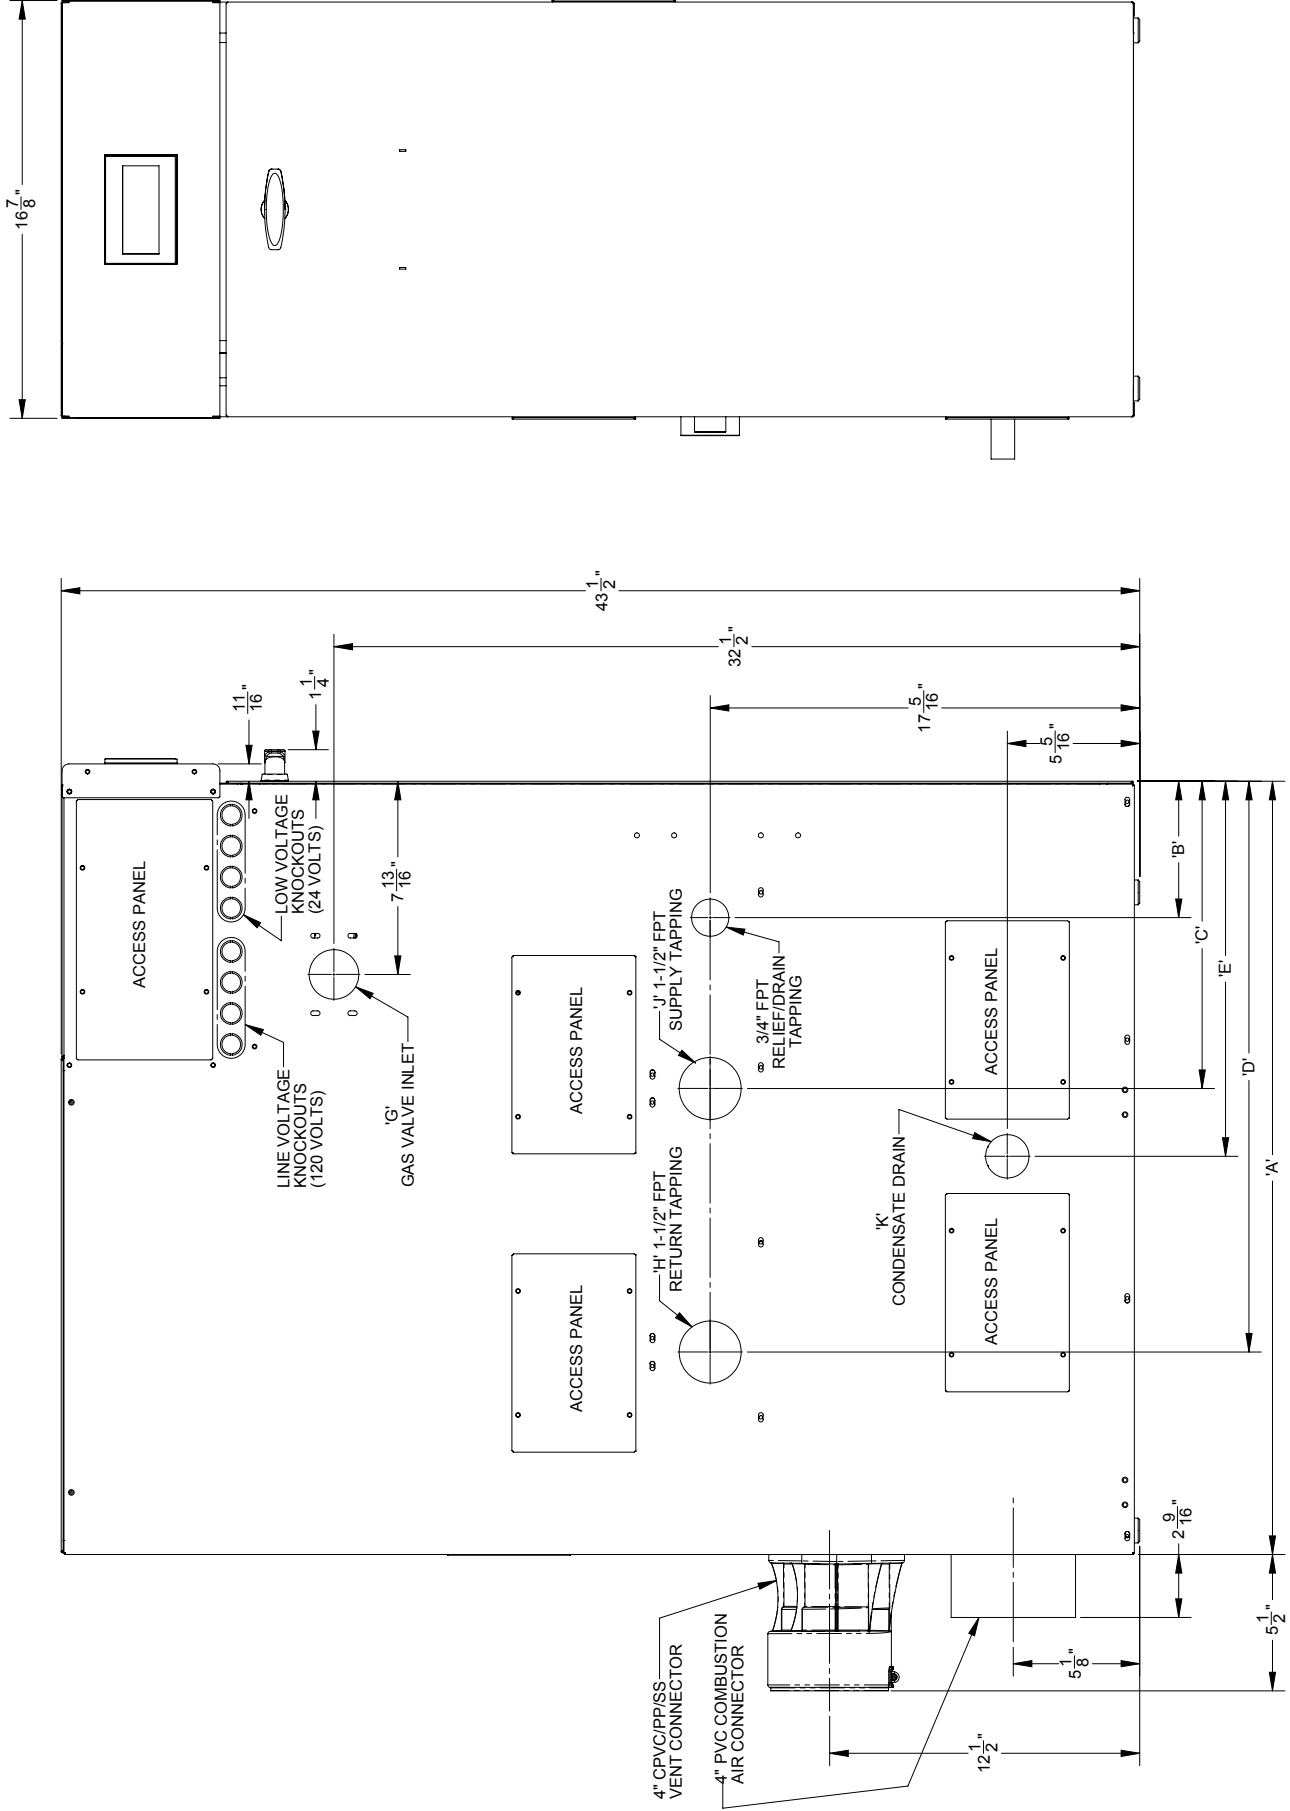 16 7/8"
43 1/2"
32 1/2"
17 5/16"
5 5/16"
11/16"
1 1/4"
7 13/16"
ACCESS PANEL
LOW VOLTAGE
KNOCKOUTS
(24 VOLTS)
LINE VOLTAGE
KNOCKOUTS
(120 VOLTS)
'G'
GAS VALVE INLET
ACCESS PANEL
ACCESS PANEL
'J' 1-1/2" FPT
SUPPLY TAPPING
3/4" FPT
RELIEF/DRAIN
TAPPING
'H' 1-1/2" FPT
RETURN TAPPING
'K'
CONDENSATE DRAIN
ACCESS PANEL
ACCESS PANEL
'B'
'C'
'E'
'D'
'A'
4" CPVC/PP/SS
VENT CONNECTOR
4" PVC COMBUSTION
AIR CONNECTOR
2 9/16"
5 1/2"
5 1/8"
12 1/2"